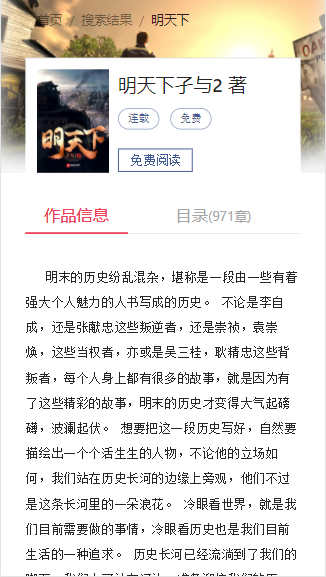 首页 / 搜索结果 / 明天下
明天下孑与2 著
连载 免费
明天下
免费阅读
作品信息 目录(971章)
明末的历史纷乱混杂，堪称是一段由一些有着
强大个人魅力的人书写成的历史。 不论是李自
成，还是张献忠这些叛逆者，还是崇祯，袁崇
焕，这些当权者，亦或是吴三桂，耿精忠这些背
叛者，每个人身上都有很多的故事，就是因为有
了这些精彩的故事，明末的历史才变得大气起磅
礴，波澜起伏。 想要把这一段历史写好，自然要
描绘出一个个活生生的人物，不论他的立场如
何，我们站在历史长河的边缘上旁观，他们不过
是这条长河里的一朵浪花。 冷眼看世界，就是我
们目前需要做的事情，冷眼看历史也是我们目前
生活的一种追求。 历史长河已经流淌到了我们的